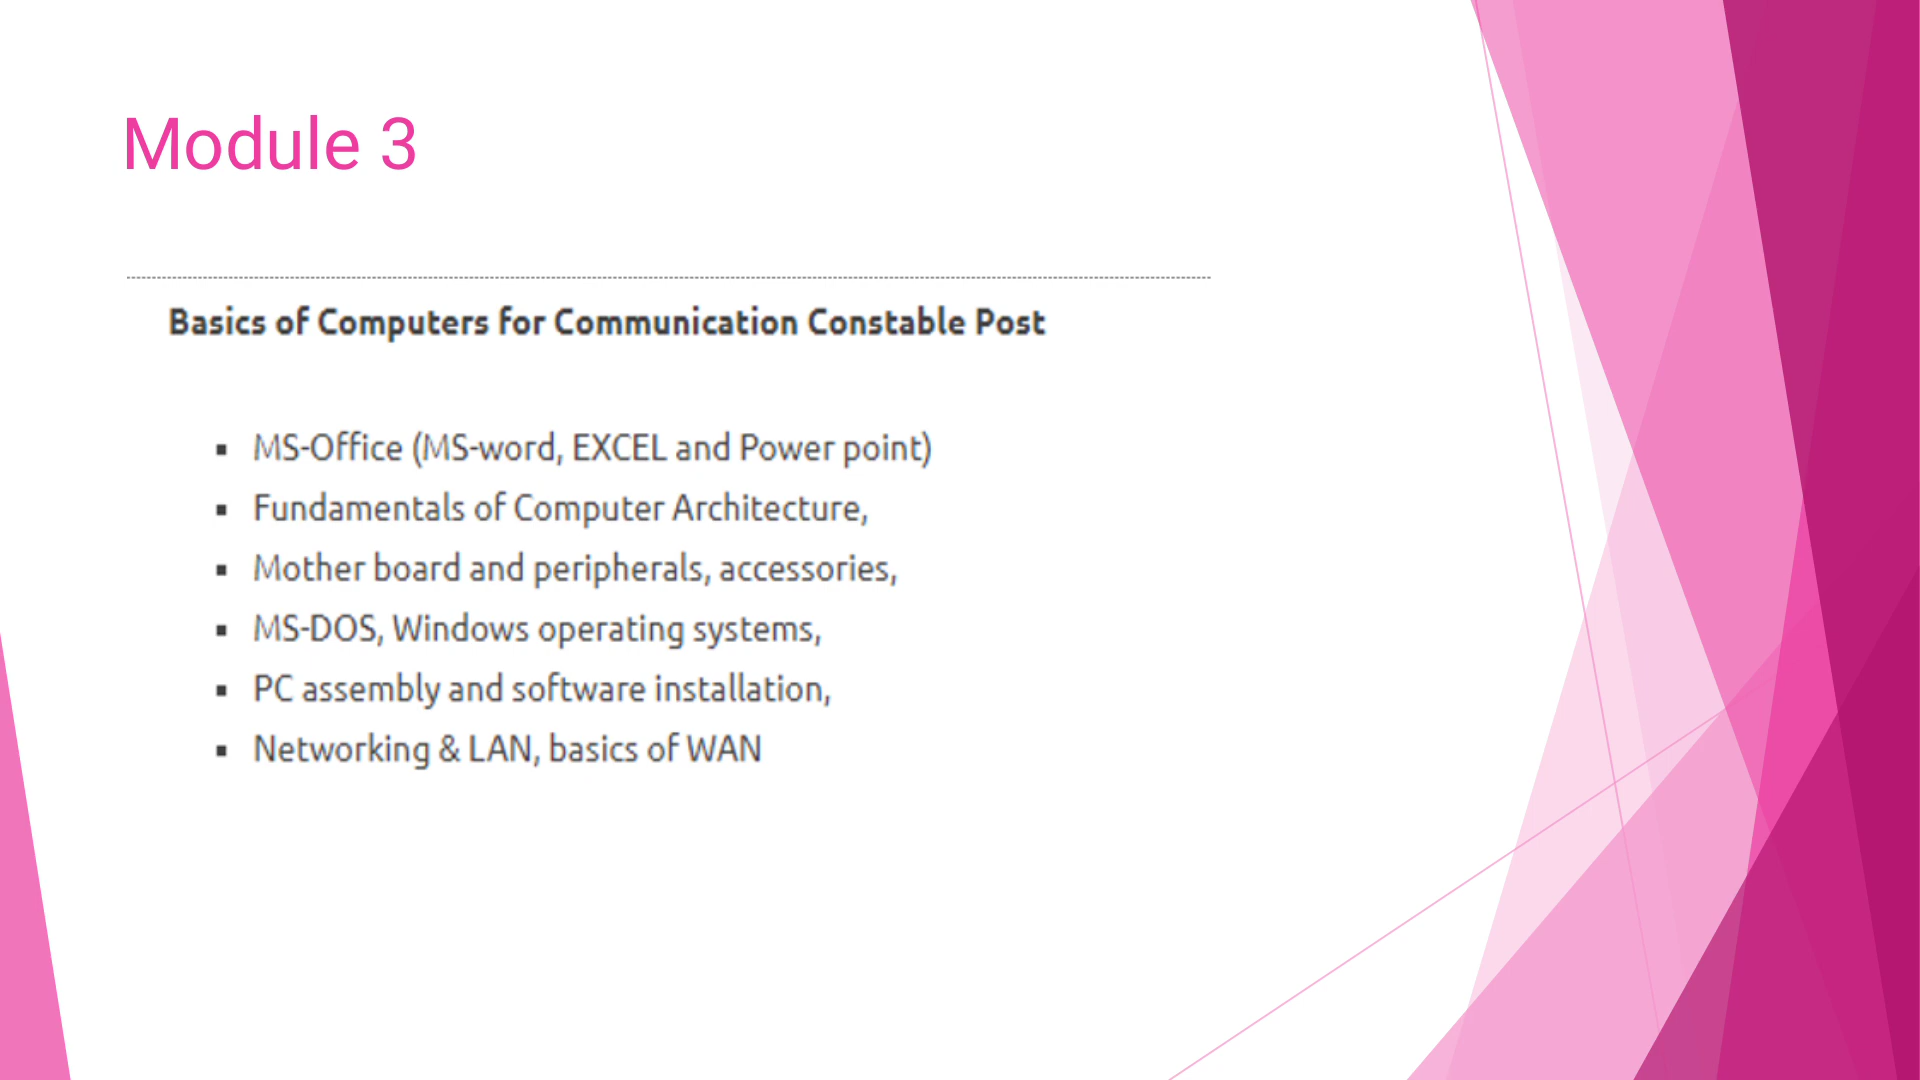 Module 3
Basics of Computers for Communication Constable Post
▪ MS-Office (MS-word, EXCEL and Power point)
▪ Fundamentals of Computer Architecture,
▪ Mother board and peripherals, accessories,
▪ MS-DOS, Windows operating systems,
▪ PC assembly and software installation,
▪ Networking & LAN, basics of WAN